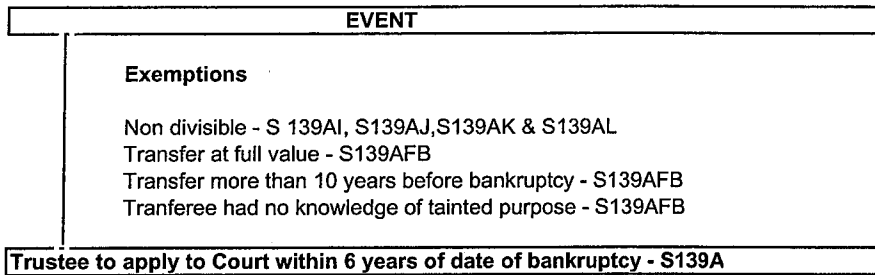 EVENT
Exemptions
Non divisible - S 139AI, S139AJ,S139AK & S139AL
Transfer at full value - S139AFB
Transfer more than 10 years before bankruptcy - S139AFB
Tranferee had no knowledge of tainted purpose - S139AFB
Trustee to apply to Court within 6 years of date of bankruptcy - S139A